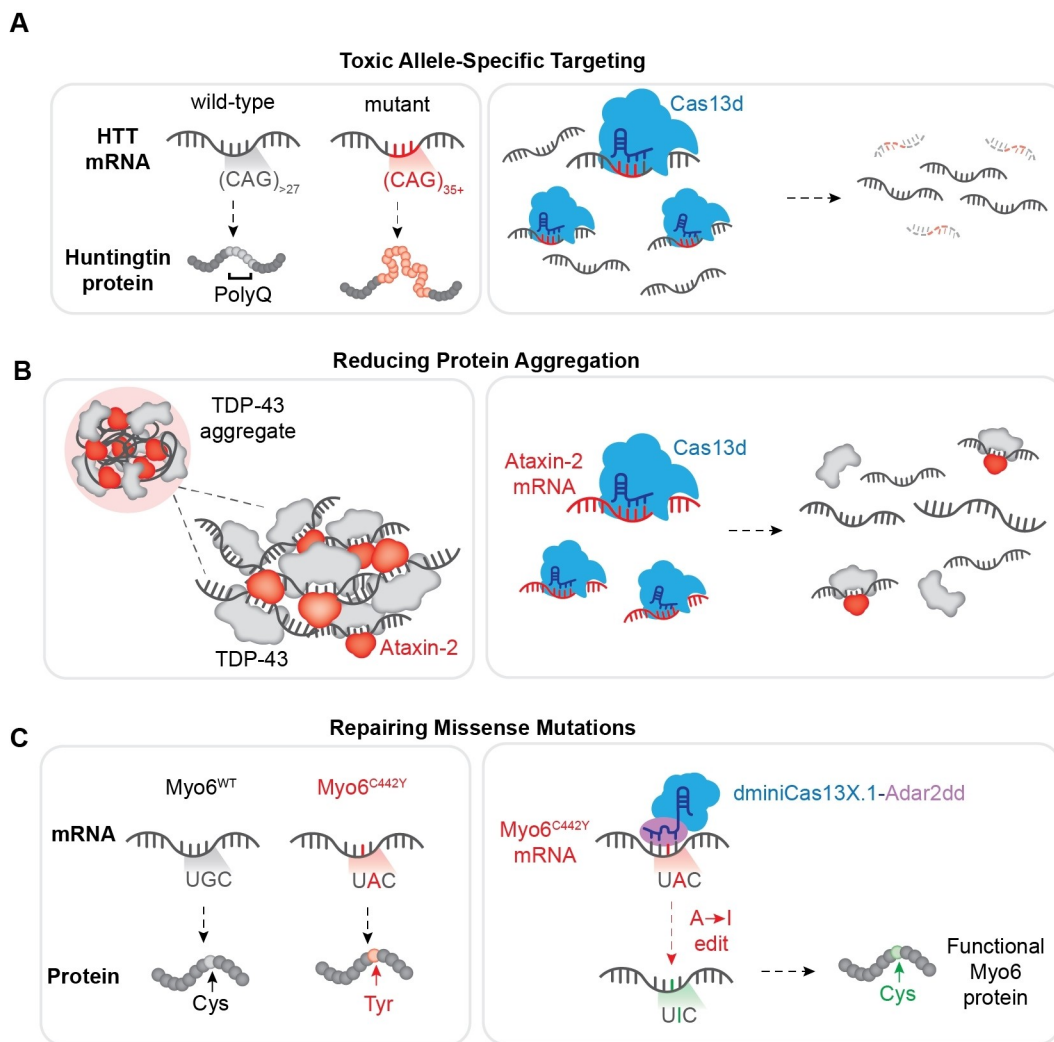 A
Toxic Allele-Specific Targeting
wild-type
mutant
HTT
mRNA
(CAG)>27
(CAG)35+
Huntingtin
protein
PolyQ
Cas13d
B
Reducing Protein Aggregation
TDP-43
aggregate
TDP-43
Ataxin-2
Ataxin-2
mRNA
Cas13d
C
Repairing Missense Mutations
Myo6WT
Myo6C442Y
mRNA
UGC
UAC
Protein
Cys
Tyr
dminiCas13X.1-Adar2dd
Myo6C442Y
mRNA
UAC
A→I
edit
UIC
Cys
Functional
Myo6
protein